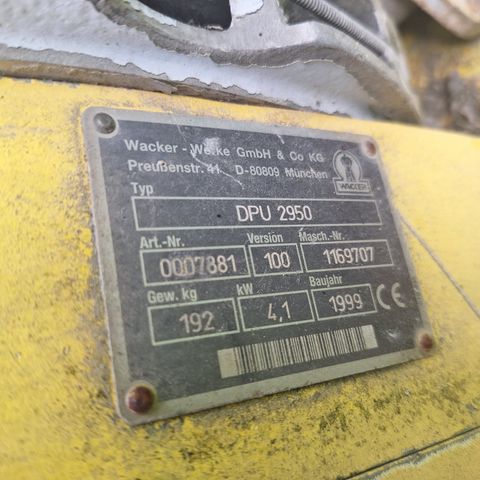 Wacker - Werke GmbH & Co KG
Preußenstr. 41 D-80809 München
WACKER
Typ
DPU 2950
Art.-Nr. Version Masch.-Nr.
0007381 100 1169707
Gew. kg kW Baujahr
192 4,1 1999 CE